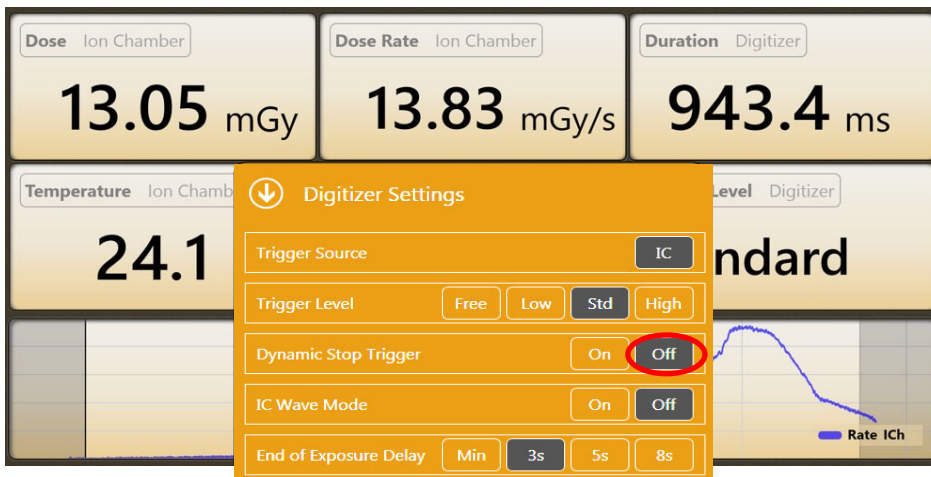 Dose Ion Chamber
Dose Rate Ion Chamber
Duration Digitizer
13.05 mGy
13.83 mGy/s
943.4 ms
Temperature Ion Chamb
Level Digitizer
24.1
ndard
Digitizer Settings
Trigger Source IC
Trigger Level Free Low Std High
Dynamic Stop Trigger On Off
IC Wave Mode On Off
End of Exposure Delay Min 3s 5s 8s
Rate ICh